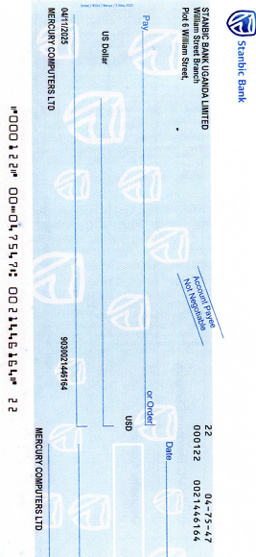 Stanbic Bank
STANBIC BANK UGANDA LIMITED
William Street Branch
Plot 6 William Street,
Account Payee
Not Negotiable
22 04-75-47
000122 0021446164
Date
Pay
or Order
US Dollar
USD
04/11/2025
9030021446164
MERCURY COMPUTERS LTD
MERCURY COMPUTERS LTD
⑈000122⑈ 00⑉047547⑆ 0021446164⑈ 22